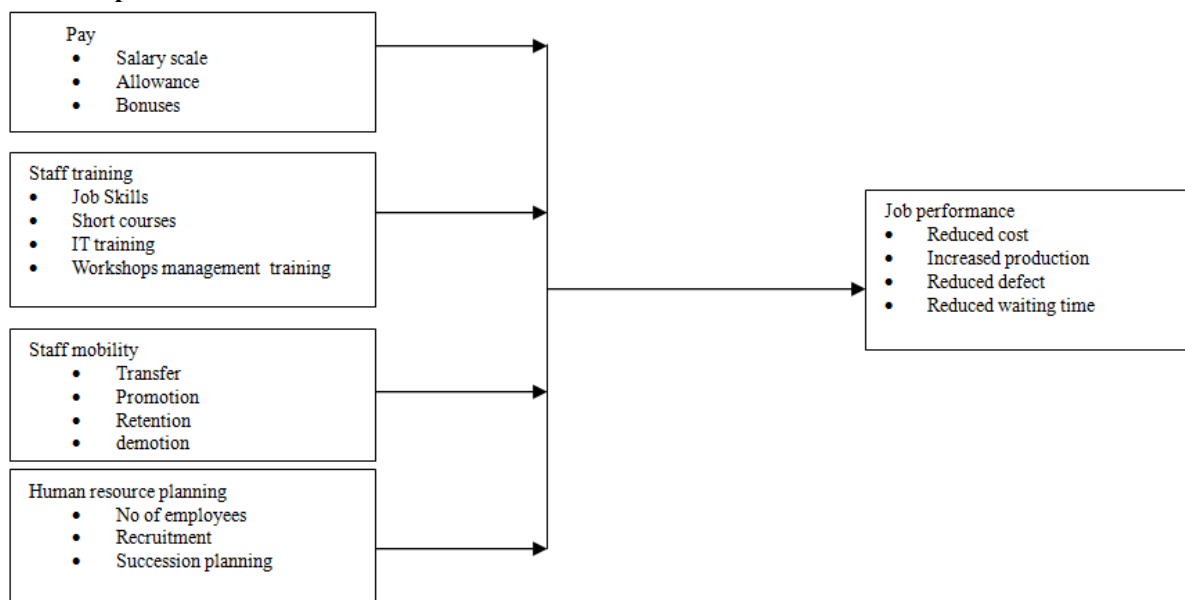 Pay
• Salary scale
• Allowance
• Bonuses
Staff training
• Job Skills
• Short courses
• IT training
• Workshops management training
Staff mobility
• Transfer
• Promotion
• Retention
• demotion
Human resource planning
• No of employees
• Recruitment
• Succession planning
Job performance
• Reduced cost
• Increased production
• Reduced defect
• Reduced waiting time